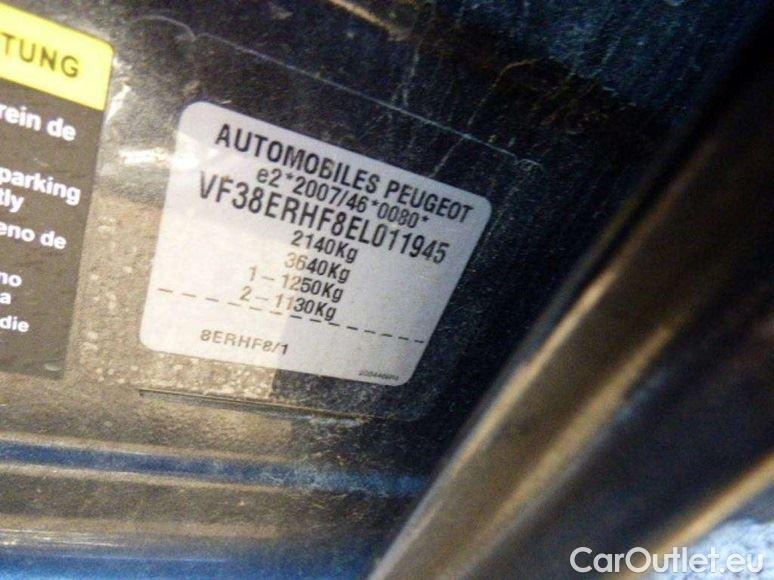 TUNG
rein de
parking
tly
eno de
no
a
die
AUTOMOBILES PEUGEOT
e2*2007/46*0080*
VF38ERHF8EL011945
2140Kg
3640Kg
1-1250Kg
2-1130Kg
8ERHF8/1
CarOutlet.eu